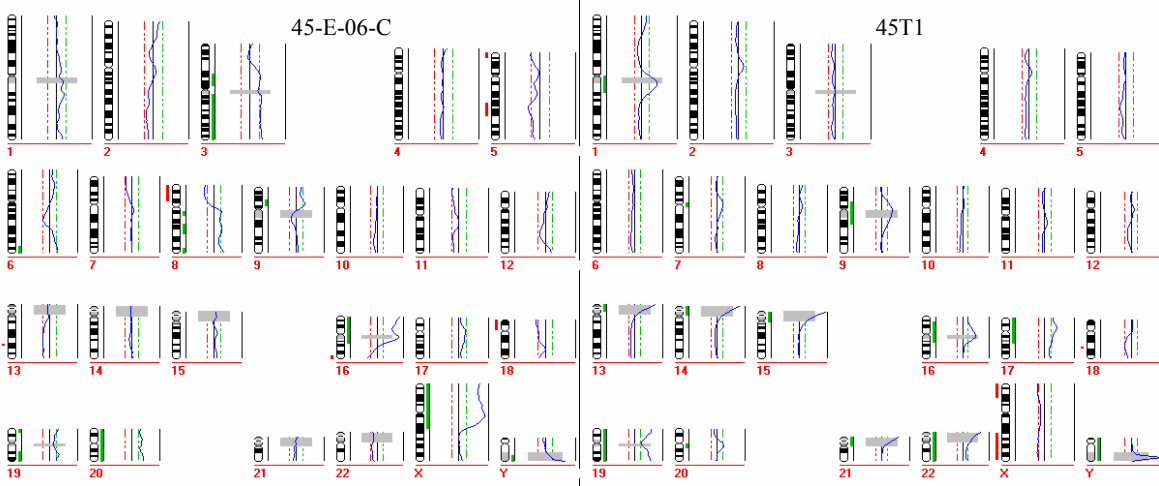 45-E-06-C 45T1
1 2 3 4 5 1 2 3 4 5
6 7 8 9 10 11 12 6 7 8 9 10 11 12
13 14 15 16 17 18 13 14 15 16 17 18
19 20 21 22 X Y 19 20 21 22 X Y